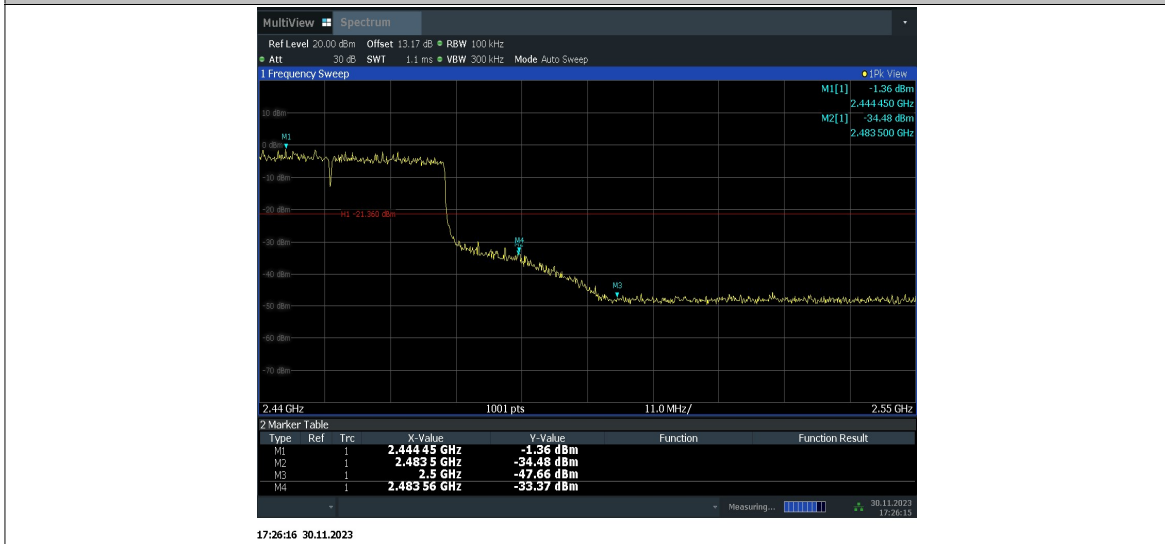 MultiView Spectrum
Ref Level 20.00 dBm Offset 13.17 dB RBW 100 kHz
Att 30 dB SWT 1.1 ms VBW 300 kHz Mode Auto Sweep
1 Frequency Sweep 1Pk View
M1[1] -1.36 dBm
2.444 450 GHz
M2[1] -34.48 dBm
2.483 500 GHz
10 dBm
M1
0 dBm
-10 dBm
-20 dBm
H1 -21.360 dBm
-30 dBm
M4
-40 dBm
M3
-50 dBm
-60 dBm
-70 dBm
2.44 GHz 1001 pts 11.0 MHz/ 2.55 GHz
2 Marker Table
Type Ref Trc X-Value Y-Value Function Function Result
M1 1 2.444 45 GHz -1.36 dBm
M2 1 2.483 5 GHz -34.48 dBm
M3 1 2.5 GHz -47.66 dBm
M4 1 2.483 56 GHz -33.37 dBm
Measuring... 30.11.2023
17:26:15
17:26:16 30.11.2023